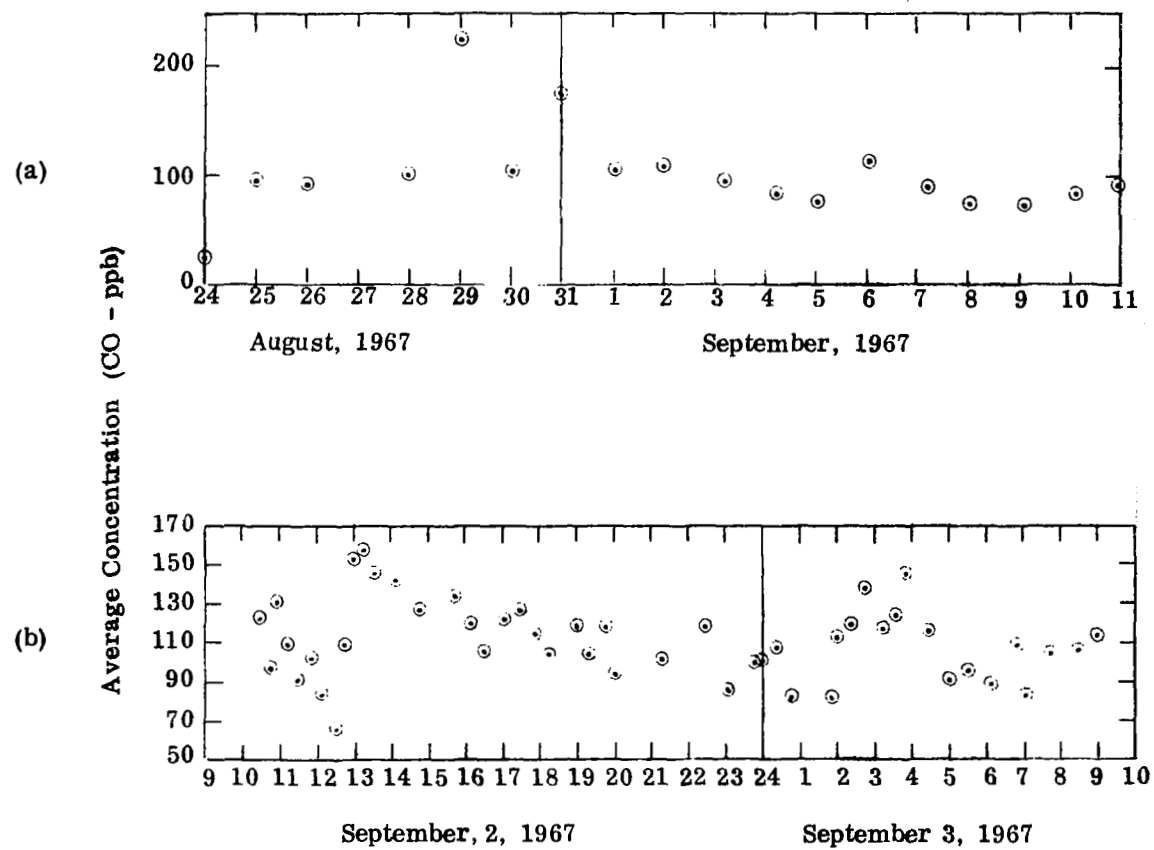 (a)
200
100
0
24 25 26 27 28 29 30 31 1 2 3 4 5 6 7 8 9 10 11
August, 1967 September, 1967
Average Concentration (CO - ppb)
(b)
170
150
130
110
90
70
50
9 10 11 12 13 14 15 16 17 18 19 20 21 22 23 24 1 2 3 4 5 6 7 8 9 10
September, 2, 1967 September 3, 1967